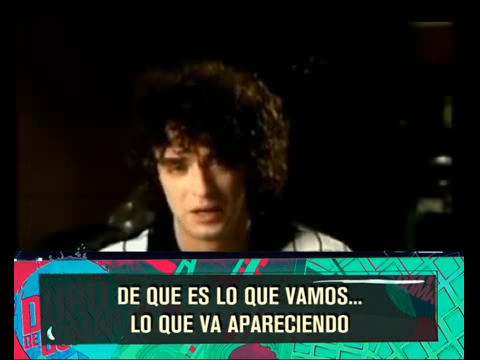 DE QUE ES LO QUE VAMOS...
LO QUE VA APARECIENDO